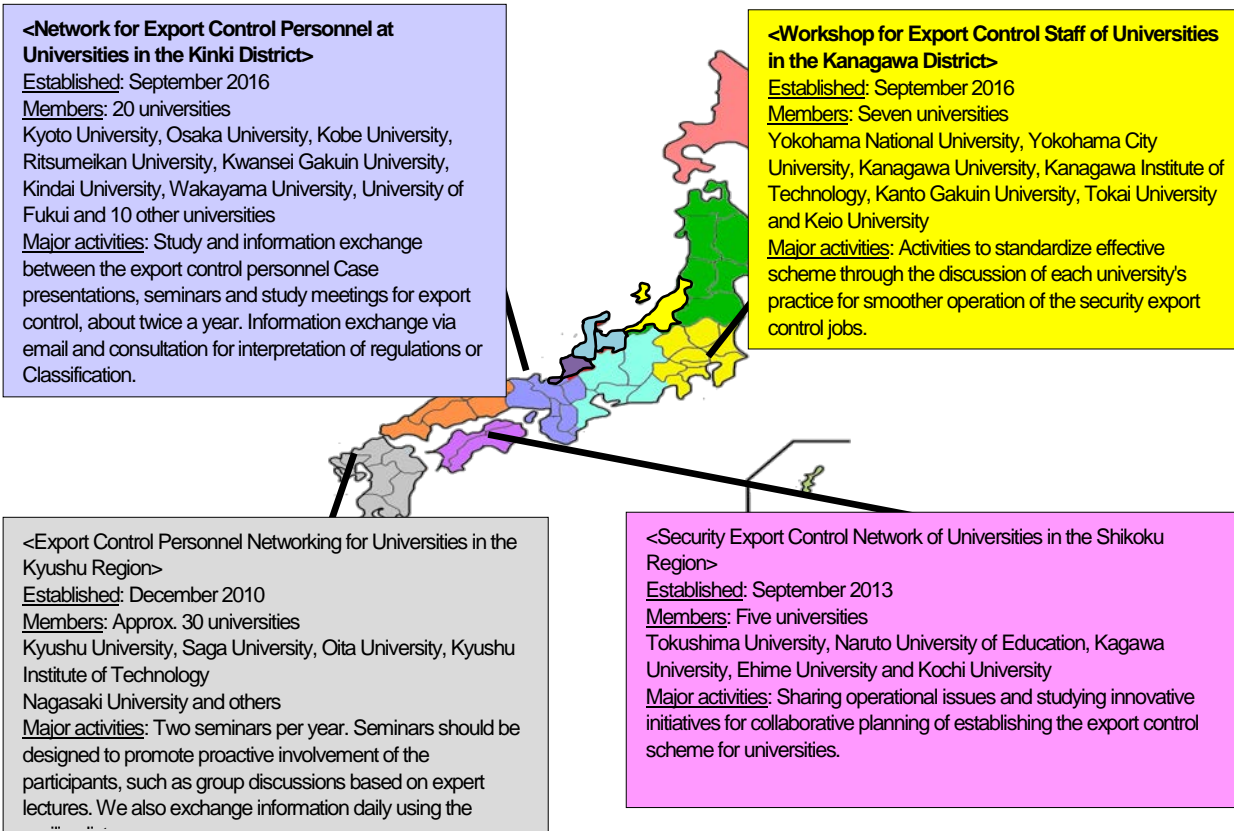 <Network for Export Control Personnel at
Universities in the Kinki District>
Established: September 2016
Members: 20 universities
Kyoto University, Osaka University, Kobe University,
Ritsumeikan University, Kwansei Gakuin University,
Kindai University, Wakayama University, University of
Fukui and 10 other universities
Major activities: Study and information exchange
between the export control personnel Case
presentations, seminars and study meetings for export
control, about twice a year. Information exchange via
email and consultation for interpretation of regulations or
Classification.
<Workshop for Export Control Staff of Universities
in the Kanagawa District>
Established: September 2016
Members: Seven universities
Yokohama National University, Yokohama City
University, Kanagawa University, Kanagawa Institute of
Technology, Kanto Gakuin University, Tokai University
and Keio University
Major activities: Activities to standardize effective
scheme through the discussion of each university's
practice for smoother operation of the security export
control jobs.
<Export Control Personnel Networking for Universities in the
Kyushu Region>
Established: December 2010
Members: Approx. 30 universities
Kyushu University, Saga University, Oita University, Kyushu
Institute of Technology
Nagasaki University and others
Major activities: Two seminars per year. Seminars should be
designed to promote proactive involvement of the
participants, such as group discussions based on expert
lectures. We also exchange information daily using the
<Security Export Control Network of Universities in the Shikoku
Region>
Established: September 2013
Members: Five universities
Tokushima University, Naruto University of Education, Kagawa
University, Ehime University and Kochi University
Major activities: Sharing operational issues and studying innovative
initiatives for collaborative planning of establishing the export control
scheme for universities.